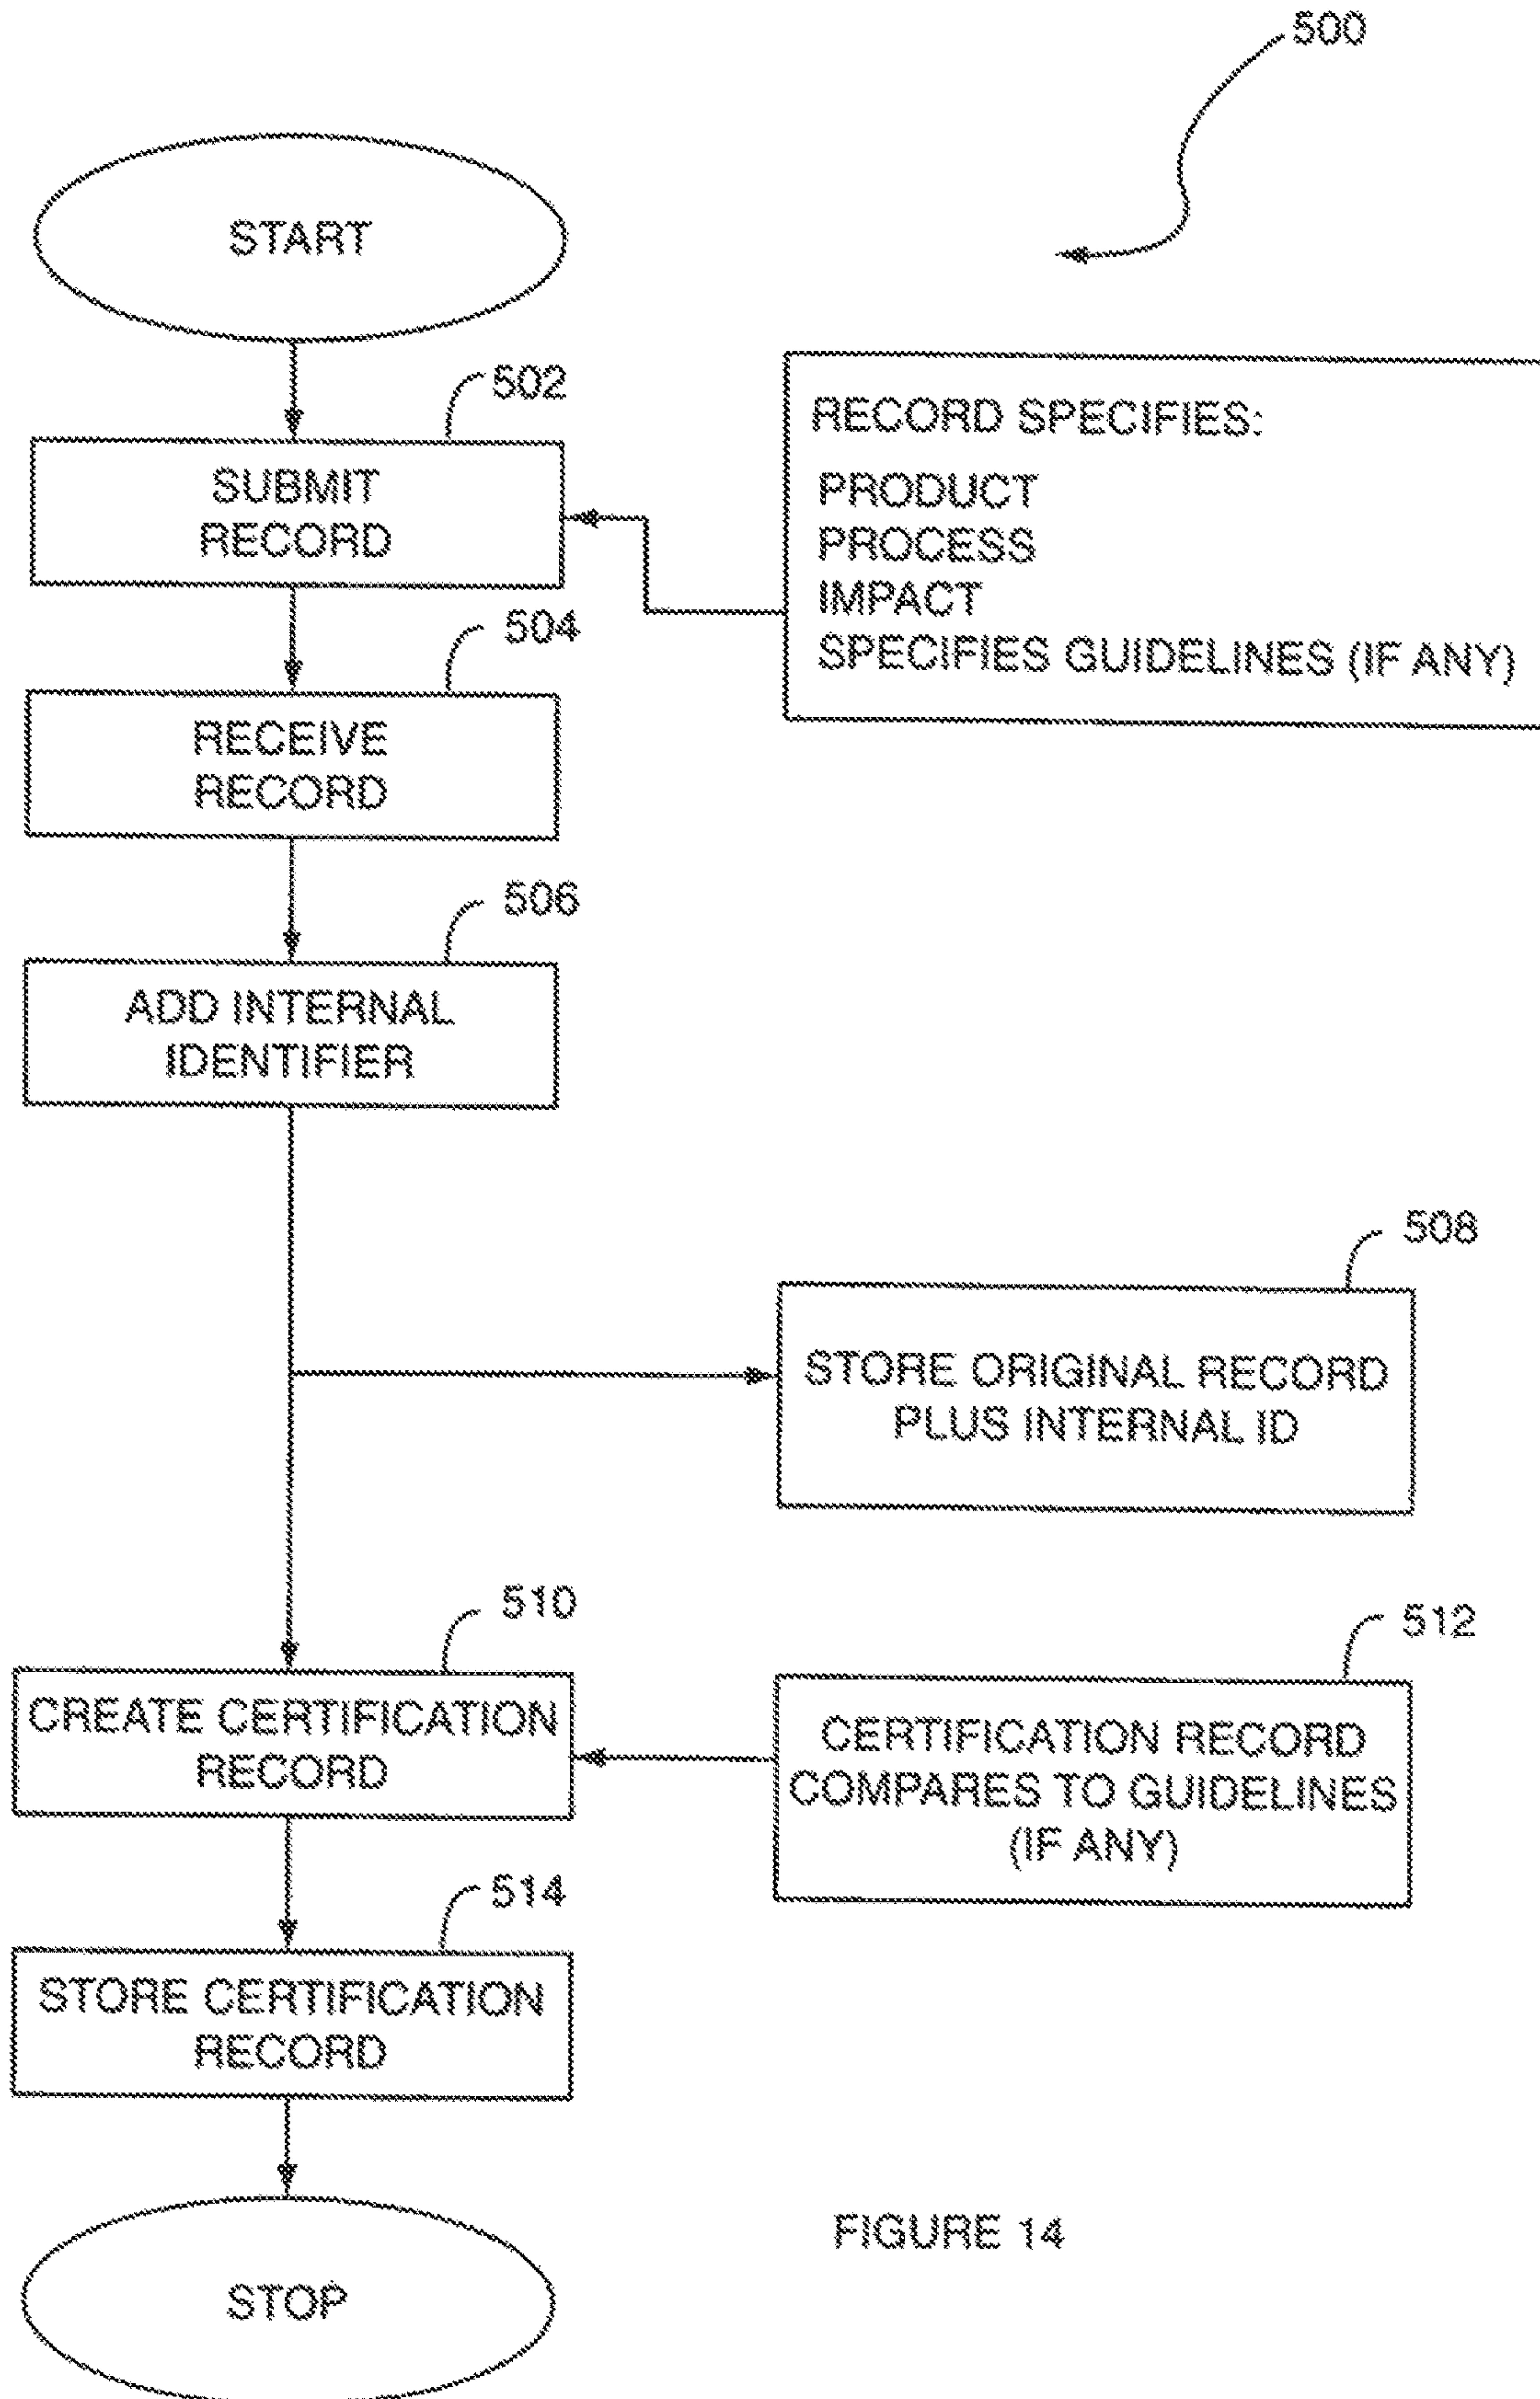 500
START
502
SUBMIT
RECORD
RECORD SPECIFIES:
PRODUCT
PROCESS
IMPACT
SPECIFIES GUIDELINES (IF ANY)
504
RECEIVE
RECORD
506
ADD INTERNAL
IDENTIFIER
508
STORE ORIGINAL RECORD
PLUS INTERNAL ID
510
CREATE CERTIFICATION
RECORD
512
CERTIFICATION RECORD
COMPARES TO GUIDELINES
(IF ANY)
514
STORE CERTIFICATION
RECORD
STOP
FIGURE 14